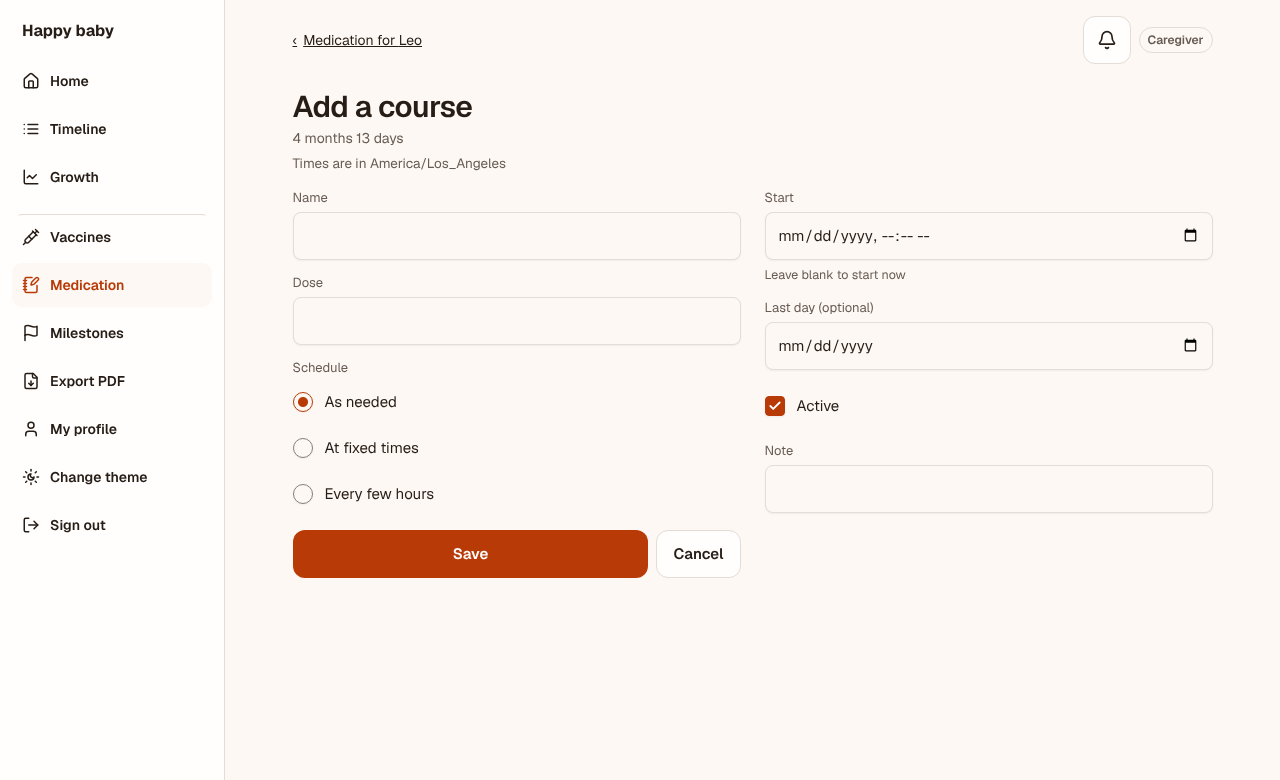 Happy baby
Home
Timeline
Growth
Vaccines
Medication
Milestones
Export PDF
My profile
Change theme
Sign out
‹ Medication for Leo
Caregiver
Add a course
4 months 13 days
Times are in America/Los_Angeles
Name
Dose
Schedule
As needed
At fixed times
Every few hours
Save
Cancel
Start
mm/dd/yyyy, --:-- --
Leave blank to start now
Last day (optional)
mm/dd/yyyy
Active
Note